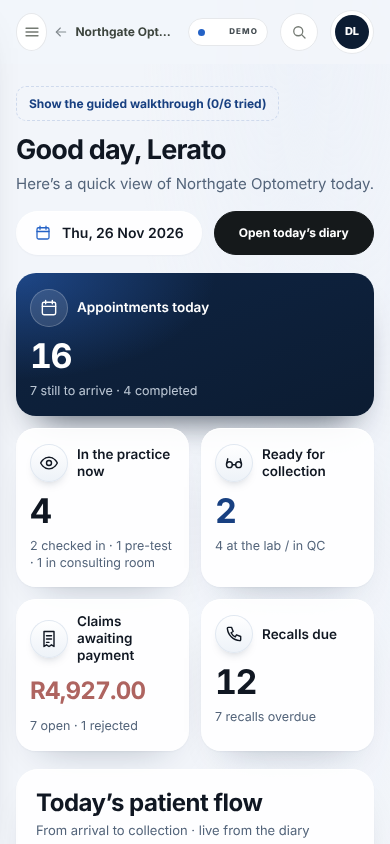 Northgate Opt...
DEMO
DL
Show the guided walkthrough (0/6 tried)
Good day, Lerato
Here’s a quick view of Northgate Optometry today.
Thu, 26 Nov 2026
Open today’s diary
Appointments today
16
7 still to arrive · 4 completed
In the practice
now
4
2 checked in · 1 pre-test
· 1 in consulting room
Ready for
collection
2
4 at the lab / in QC
Claims
awaiting
payment
R4,927.00
7 open · 1 rejected
Recalls due
12
7 recalls overdue
Today’s patient flow
From arrival to collection · live from the diary